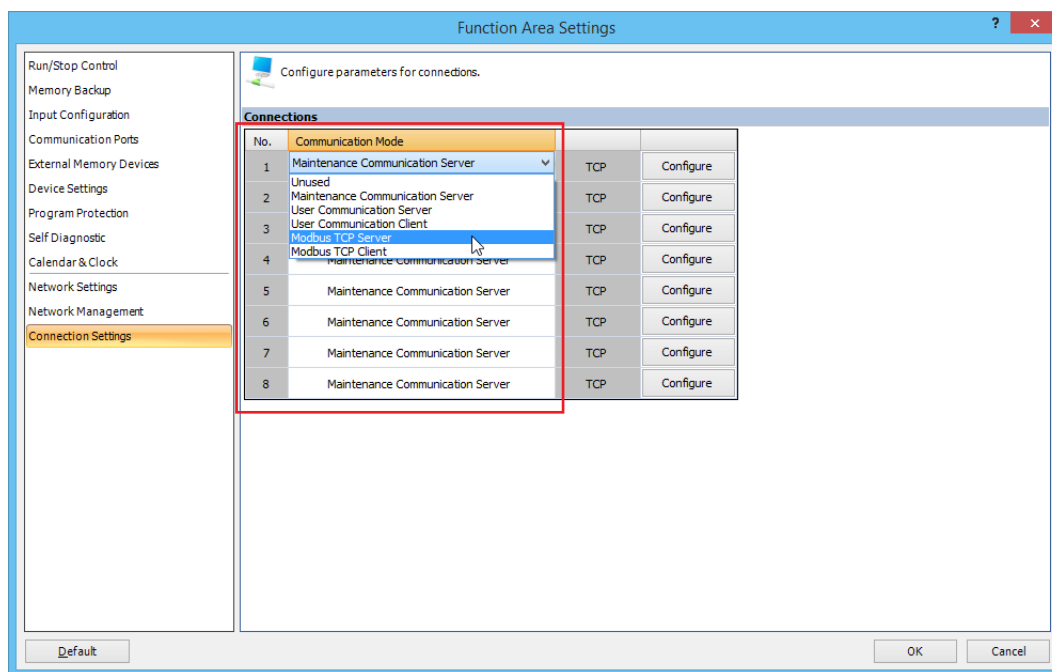 Function Area Settings
?
Run/Stop Control
Memory Backup
Input Configuration
Communication Ports
External Memory Devices
Device Settings
Program Protection
Self Diagnostic
Calendar & Clock
Network Settings
Network Management
Connection Settings
Configure parameters for connections.
Connections
No. Communication Mode
1 Maintenance Communication Server TCP Configure
Unused
Maintenance Communication Server
User Communication Server
User Communication Client
Modbus TCP Server
Modbus TCP Client
2 TCP Configure
3 TCP Configure
4 Maintenance Communication Server TCP Configure
5 Maintenance Communication Server TCP Configure
6 Maintenance Communication Server TCP Configure
7 Maintenance Communication Server TCP Configure
8 Maintenance Communication Server TCP Configure
Default OK Cancel